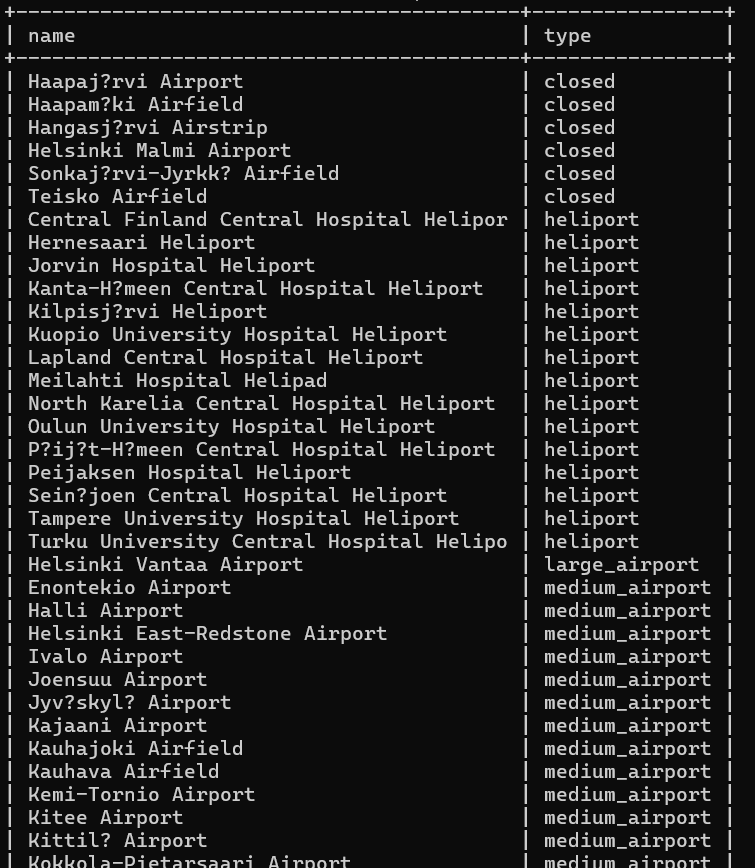 name type
Haapaj?rvi Airport closed
Haapam?ki Airfield closed
Hangasj?rvi Airstrip closed
Helsinki Malmi Airport closed
Sonkaj?rvi-Jyrkk? Airfield closed
Teisko Airfield closed
Central Finland Central Hospital Helipor heliport
Hernesaari Heliport heliport
Jorvin Hospital Heliport heliport
Kanta-H?meen Central Hospital Heliport heliport
Kilpisj?rvi Heliport heliport
Kuopio University Hospital Heliport heliport
Lapland Central Hospital Heliport heliport
Meilahti Hospital Helipad heliport
North Karelia Central Hospital Heliport heliport
Oulun University Hospital Heliport heliport
P?ij?t-H?meen Central Hospital Heliport heliport
Peijaksen Hospital Heliport heliport
Sein?joen Central Hospital Heliport heliport
Tampere University Hospital Heliport heliport
Turku University Central Hospital Helipo heliport
Helsinki Vantaa Airport large_airport
Enontekio Airport medium_airport
Halli Airport medium_airport
Helsinki East-Redstone Airport medium_airport
Ivalo Airport medium_airport
Joensuu Airport medium_airport
Jyv?skyl? Airport medium_airport
Kajaani Airport medium_airport
Kauhajoki Airfield medium_airport
Kauhava Airfield medium_airport
Kemi-Tornio Airport medium_airport
Kitee Airport medium_airport
Kittil? Airport medium_airport
Kokkola-Pietarsaari Airport medium_airport